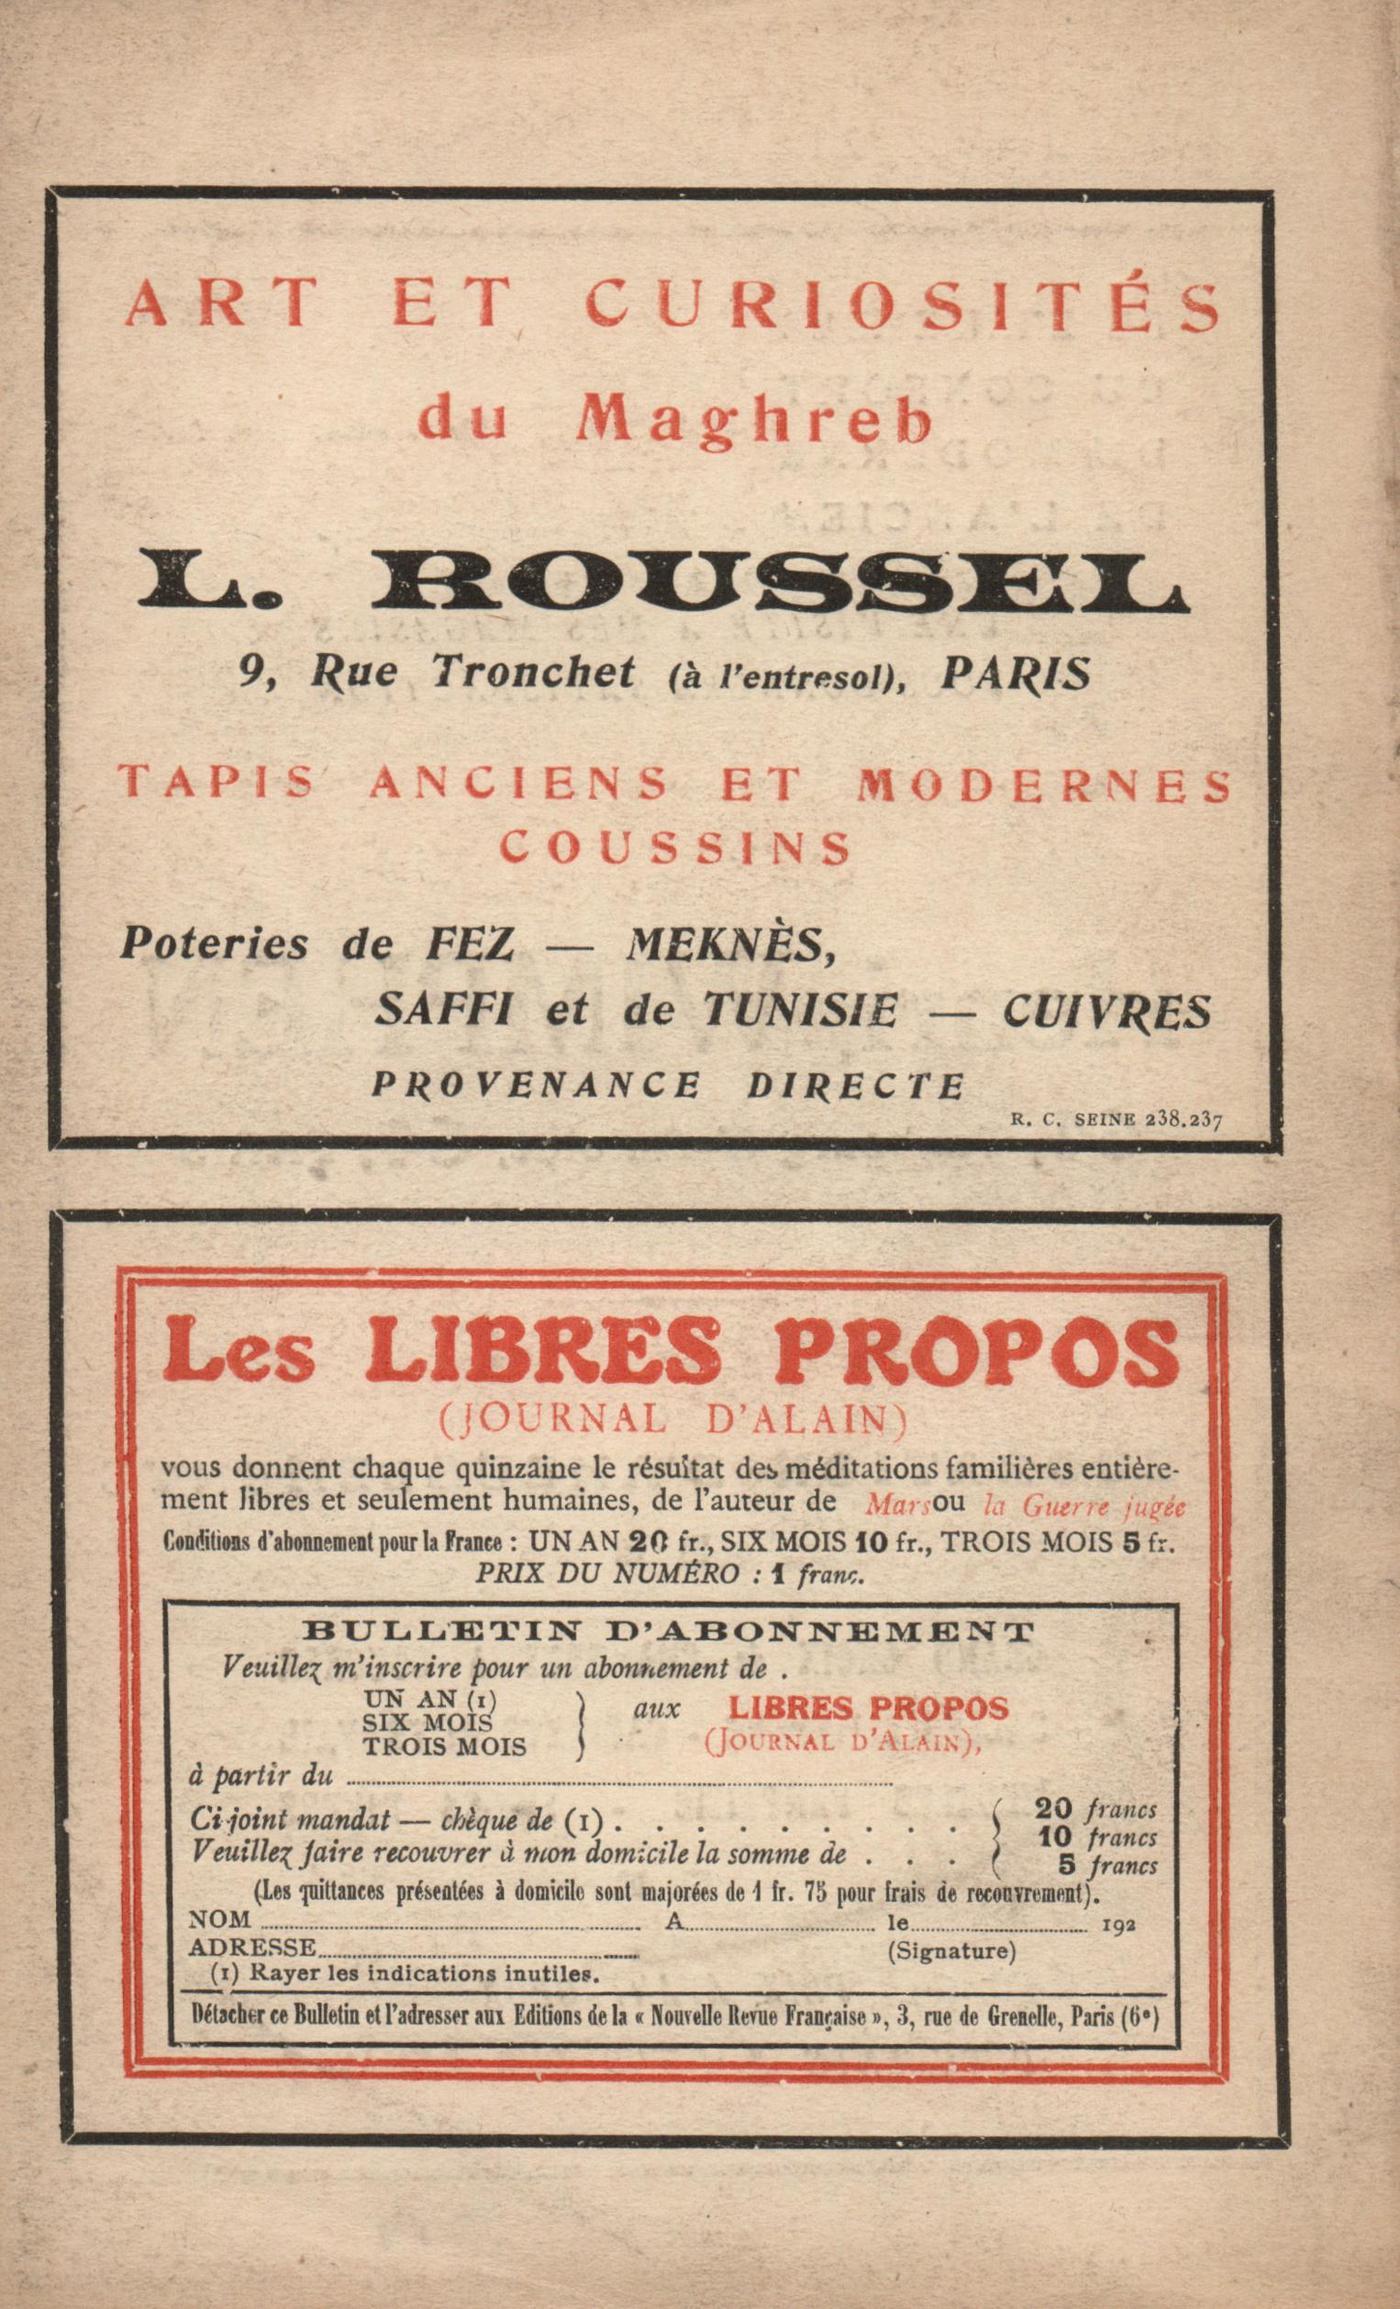 ART ET CURIOSITÉS
du Maghreb
L. ROUSSEL
9, Rue Tronchet (à l'entresol), PARIS
TAPIS ANCIENS ET MODERNES
COUSSINS
Poteries de FEZ — MEKNÈS,
SAFFI et de TUNISIE — CUIVRES
PROVENANCE DIRECTE
R. C. SEINE 238.237
Les LIBRES PROPOS
(JOURNAL D'ALAIN)
vous donnent chaque quinzaine le résultat des méditations familières entière-
ment libres et seulement humaines, de l'auteur de Mars ou la Guerre jugée
Conditions d'abonnement pour la France : UN AN 20 fr., SIX MOIS 10 fr., TROIS MOIS 5 fr.
PRIX DU NUMÉRO : 1 franc.
BULLETIN D'ABONNEMENT
Veuillez m'inscrire pour un abonnement de .
UN AN (1)
SIX MOIS
TROIS MOIS
aux LIBRES PROPOS
(JOURNAL D'ALAIN),
à partir du
Ci-joint mandat — chèque de (1) . . . . . . . . .
Veuillez faire recouvrer à mon domicile la somme de . . .
20 francs
10 francs
5 francs
(Les quittances présentées à domicile sont majorées de 1 fr. 75 pour frais de recouvrement).
NOM A le 192
ADRESSE (Signature)
(1) Rayer les indications inutiles.
Détacher ce Bulletin et l'adresser aux Editions de la « Nouvelle Revue Française », 3, rue de Grenelle, Paris (6e)